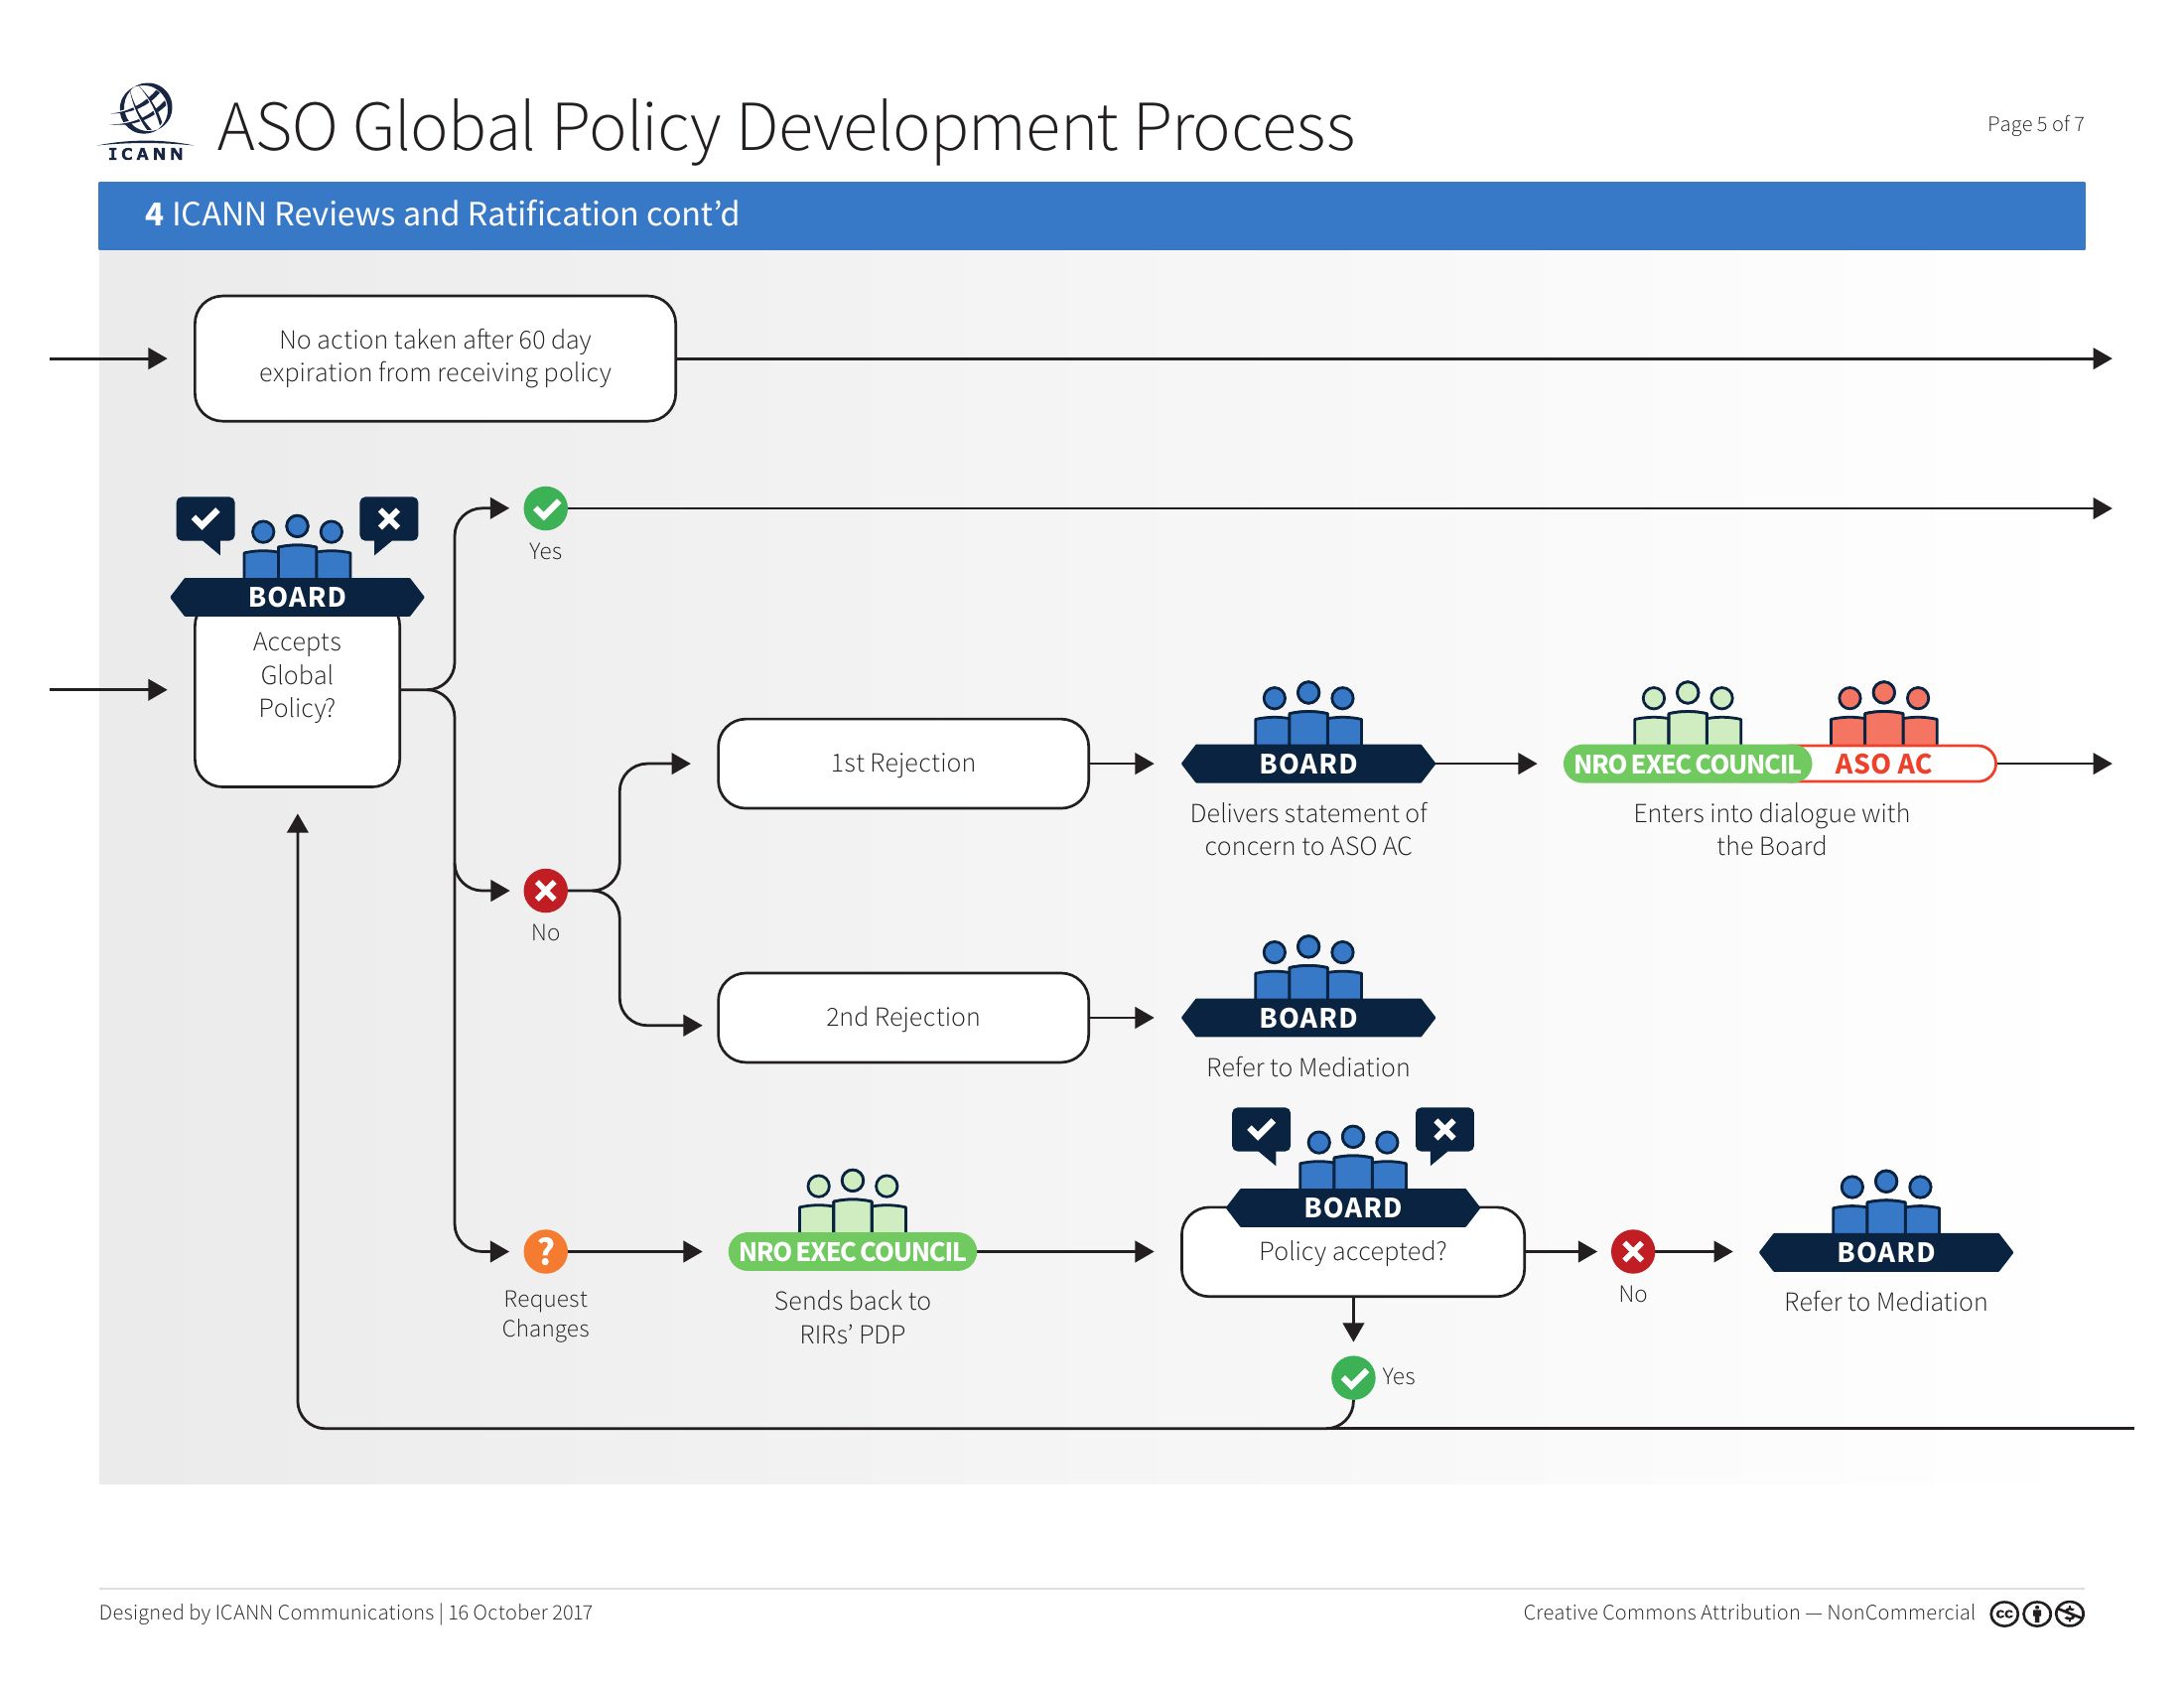 ICANN
ASO Global Policy Development Process
Page 5 of 7
4 ICANN Reviews and Ratification cont’d
No action taken after 60 day
expiration from receiving policy
Yes
BOARD
Accepts
Global
Policy?
1st Rejection
BOARD
Delivers statement of
concern to ASO AC
NRO EXEC COUNCIL
ASO AC
Enters into dialogue with
the Board
No
2nd Rejection
BOARD
Refer to Mediation
Request
Changes
NRO EXEC COUNCIL
Sends back to
RIRs’ PDP
BOARD
Policy accepted?
No
BOARD
Refer to Mediation
Yes
Designed by ICANN Communications | 16 October 2017
Creative Commons Attribution — NonCommercial